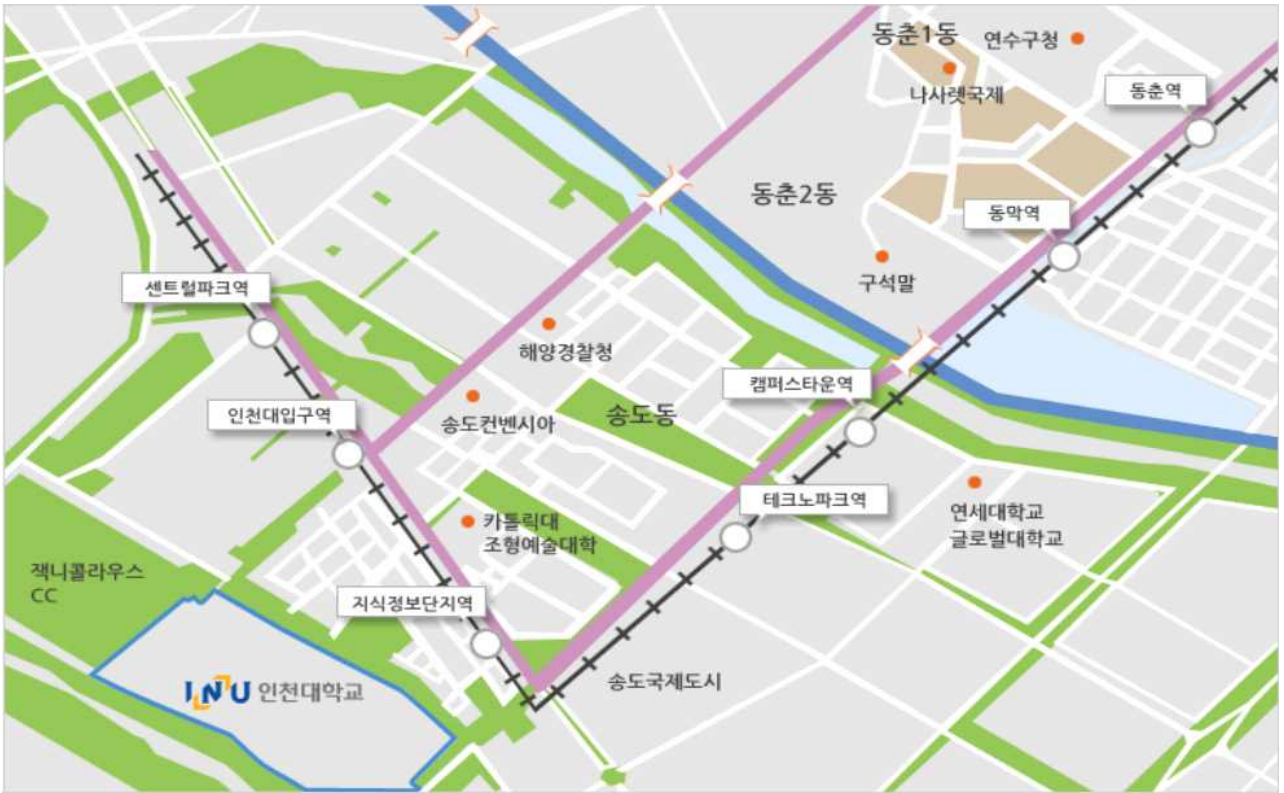 동춘1동
연수구청
나사렛국제
동춘역
동춘2동
동막역
구석말
센트럴파크역
해양경찰청
캠퍼스타운역
인천대입구역
송도컨벤시아
송도동
테크노파크역
카톨릭대
조형예술대학
연세대학교
글로벌대학교
잭니콜라우스
CC
지식정보단지역
송도국제도시
INU 인천대학교